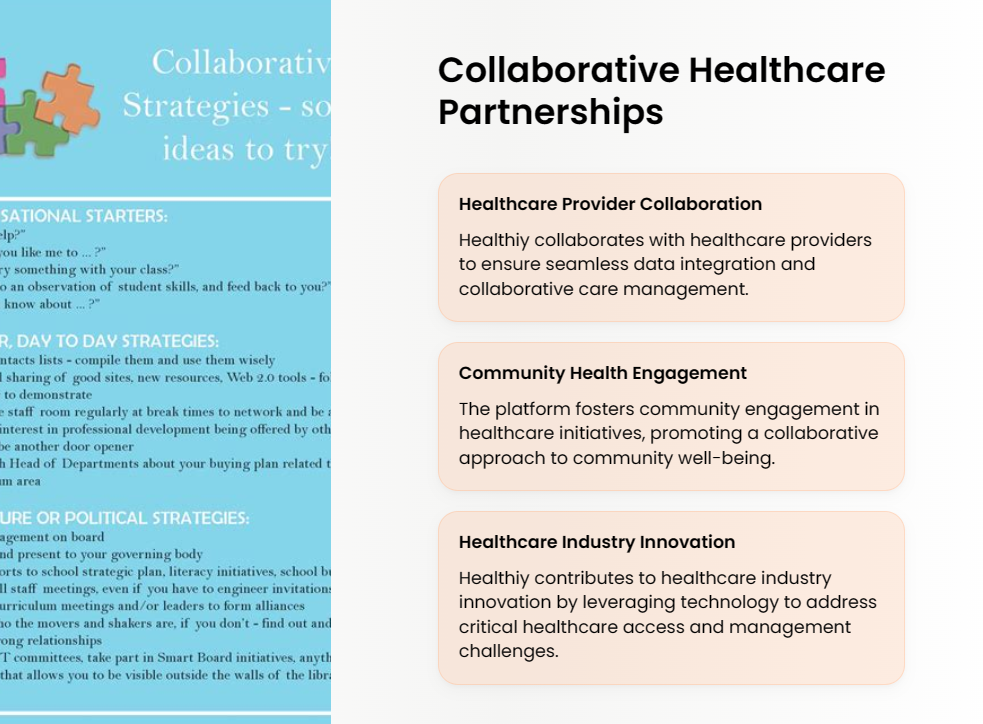 Collaborativ
Strategies - so
ideas to try
SATIONAL STARTERS:
elp?"
you like me to ... ?"
ry something with your class?"
o an observation of student skills, and feed back to you?"
know about ... ?"
R, DAY TO DAY STRATEGIES:
ntacts lists - compile them and use them wisely
l sharing of good sites, new resources, Web 2.0 tools - fo
to demonstrate
e staff room regularly at break times to network and be a
interest in professional development being offered by oth
be another door opener
h Head of Departments about your buying plan related t
um area
URE OR POLITICAL STRATEGIES:
agement on board
nd present to your governing body
orts to school strategic plan, literacy initiatives, school bu
ll staff meetings, even if you have to engineer invitations
urriculum meetings and/or leaders to form alliances
ho the movers and shakers are, if you don't - find out and
rong relationships
T committees, take part in Smart Board initiatives, anyth
that allows you to be visible outside the walls of the libra
Collaborative Healthcare
Partnerships
Healthcare Provider Collaboration
Healthiy collaborates with healthcare providers
to ensure seamless data integration and
collaborative care management.
Community Health Engagement
The platform fosters community engagement in
healthcare initiatives, promoting a collaborative
approach to community well-being.
Healthcare Industry Innovation
Healthiy contributes to healthcare industry
innovation by leveraging technology to address
critical healthcare access and management
challenges.